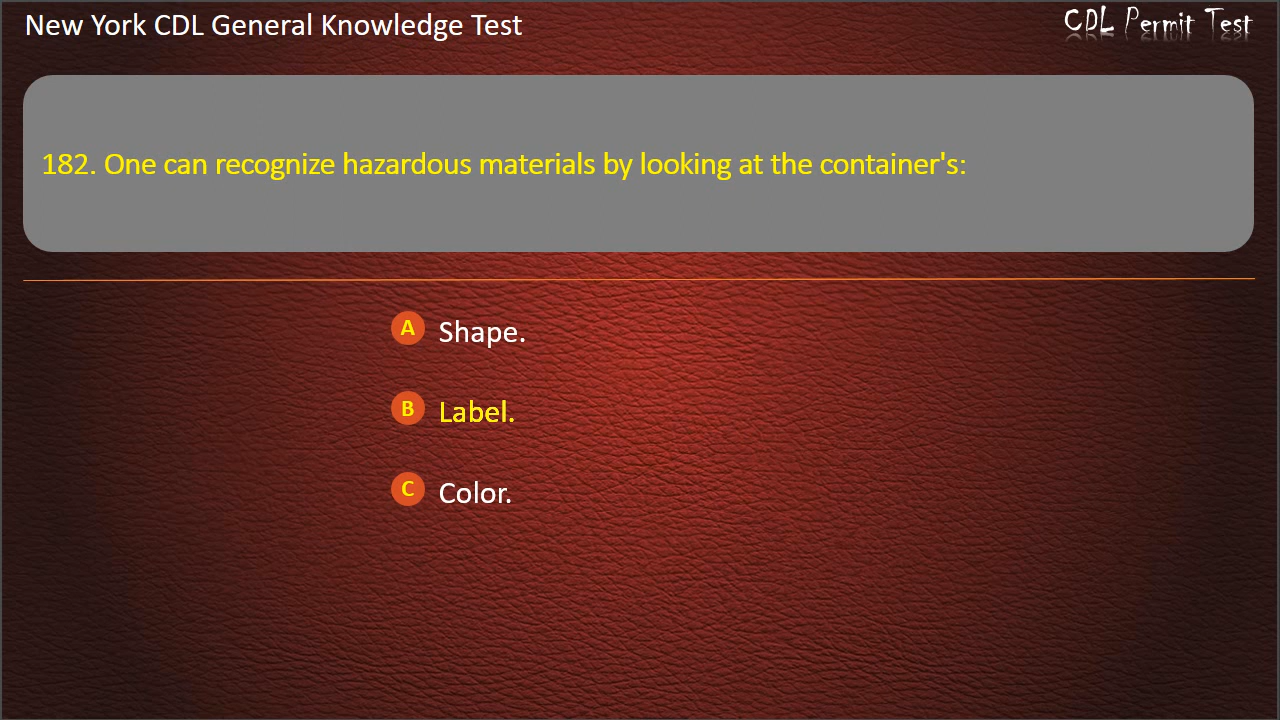 New York CDL General Knowledge Test
CDL Permit Test
182. One can recognize hazardous materials by looking at the container's:
A Shape.
B Label.
C Color.